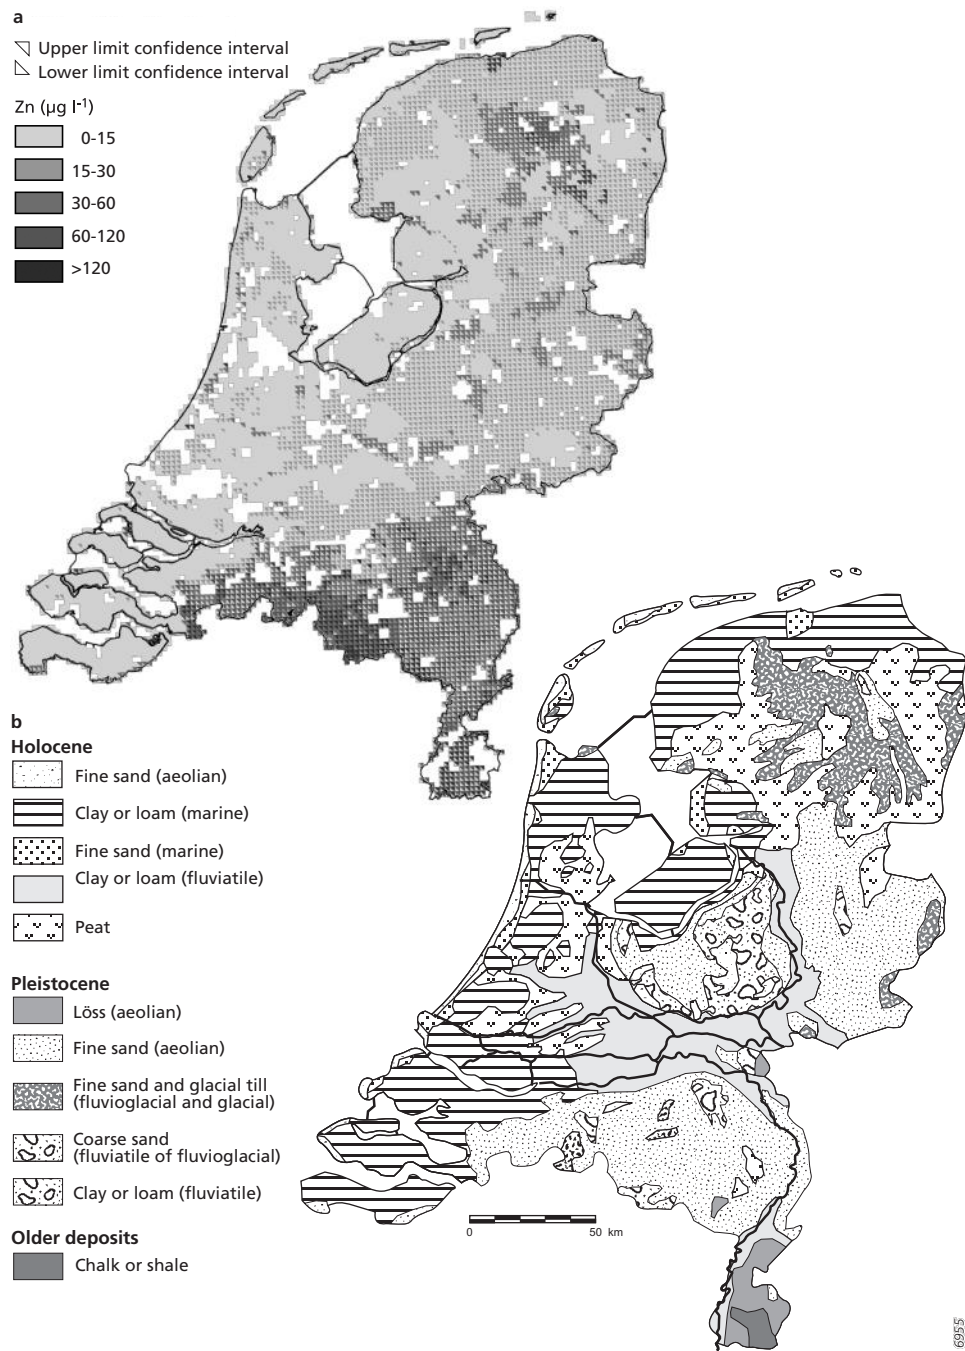 a
Upper limit confidence interval
Lower limit confidence interval
Zn (µg l-1)
0-15
15-30
30-60
60-120
>120
b
Holocene
Fine sand (aeolian)
Clay or loam (marine)
Fine sand (marine)
Clay or loam (fluviatile)
Peat
Pleistocene
Löss (aeolian)
Fine sand (aeolian)
Fine sand and glacial till
(fluvioglacial and glacial)
Coarse sand
(fluviatile of fluvioglacial)
Clay or loam (fluviatile)
Older deposits
Chalk or shale
0 50 km
6955